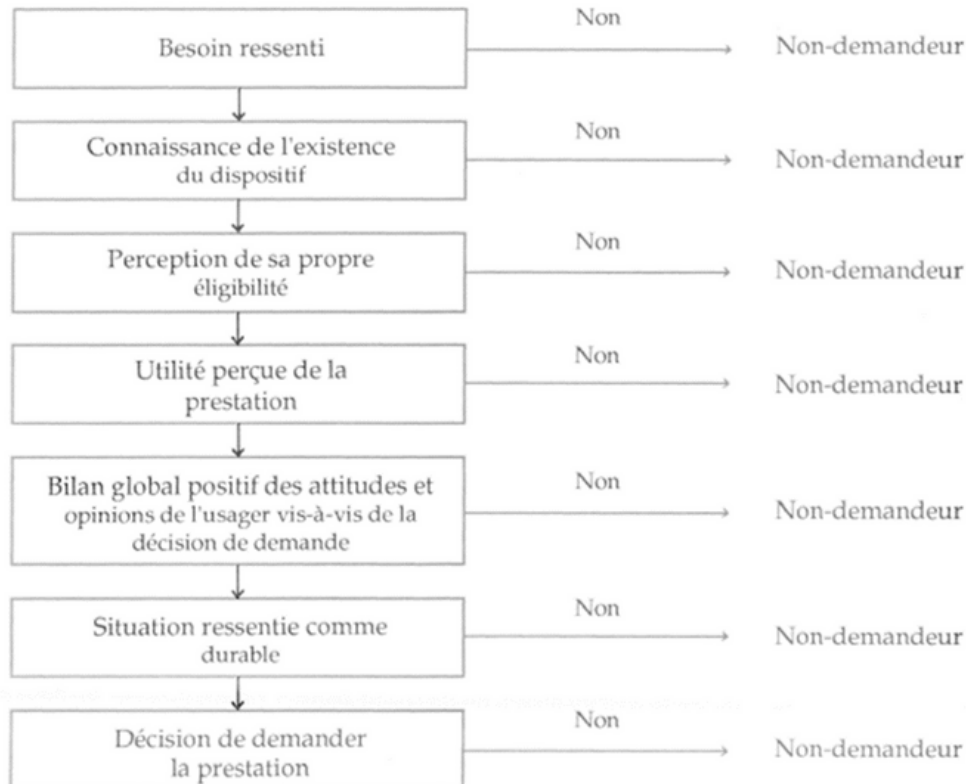 Besoin ressenti
Non
Non-demandeur
Connaissance de l'existence
du dispositif
Non
Non-demandeur
Perception de sa propre
éligibilité
Non
Non-demandeur
Utilité perçue de la
prestation
Non
Non-demandeur
Bilan global positif des attitudes et
opinions de l'usager vis-à-vis de la
décision de demande
Non
Non-demandeur
Situation ressentie comme
durable
Non
Non-demandeur
Décision de demander
la prestation
Non
Non-demandeur